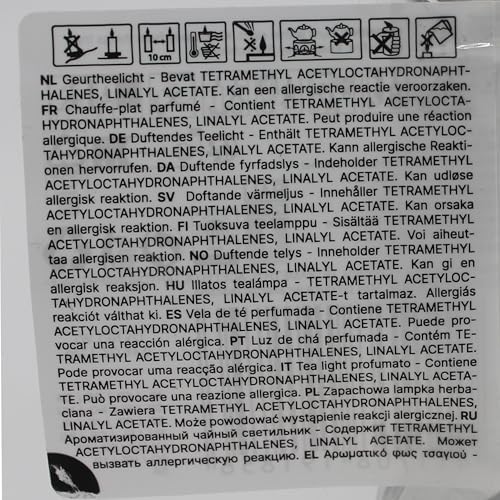 10 cm
NL Geurtheelicht - Bevat TETRAMETHYL ACETYLOCTAHYDRONAPHT-
HALENES, LINALYL ACETATE. Kan een allergische reactie veroorzaken.
FR Chauffe-plat parfumé - Contient TETRAMETHYL ACETYLOCTA-
HYDRONAPHTHALENES, LINALYL ACETATE. Peut produire une réaction
allergique. DE Duftendes Teelicht - Enthält TETRAMETHYL ACETYLOC-
TAHYDRONAPHTHALENES, LINALYL ACETATE. Kann allergische Reakti-
onen hervorrufen. DA Duftende fyrfadslys - Indeholder TETRAMETHYL
ACETYLOCTAHYDRONAPHTHALENES, LINALYL ACETATE. Kan udløse
allergisk reaktion. SV Doftande värmeljus - Innehåller TETRAMETHYL
ACETYLOCTAHYDRONAPHTHALENES, LINALYL ACETATE. Kan orsaka
en allergisk reaktion. FI Tuoksuva teelamppu - Sisältää TETRAMETHYL
ACETYLOCTAHYDRONAPHTHALENES, LINALYL ACETATE. Voi aiheut-
taa allergisen reaktion. NO Duftende telys - Inneholder TETRAMETHYL
ACETYLOCTAHYDRONAPHTHALENES, LINALYL ACETATE. Kan gi en
allergisk reaksjon. HU Illatos tealámpa - TETRAMETHYL ACETYLOC-
TAHYDRONAPHTHALENES, LINALYL ACETATE-t tartalmaz. Allergiás
reakciót válthat ki. ES Vela de té perfumada - Contiene TETRAMETHYL
ACETYLOCTAHYDRONAPHTHALENES, LINALYL ACETATE. Puede pro-
vocar una reacción alérgica. PT Luz de chá perfumada - Contém TE-
TRAMETHYL ACETYLOCTAHYDRONAPHTHALENES, LINALYL ACETATE.
Pode provocar uma reacção alérgica. IT Tea light profumato - Contiene
TETRAMETHYL ACETYLOCTAHYDRONAPHTHALENES, LINALYL ACETA-
TE. Può provocare una reazione allergica. PL Zapachowa lampka herba-
ciana - Zawiera TETRAMETHYL ACETYLOCTAHYDRONAPHTHALENES,
LINALYL ACETATE. Może powodować wystąpienie reakcji alergicznej. RU
Ароматизированный чайный светильник - Содержит TETRAMETHYL
ACETYLOCTAHYDRONAPHTHALENES, LINALYL ACETATE. Может
вызвать аллергическую реакцию. EL Αρωματικό φως τσαγιού -